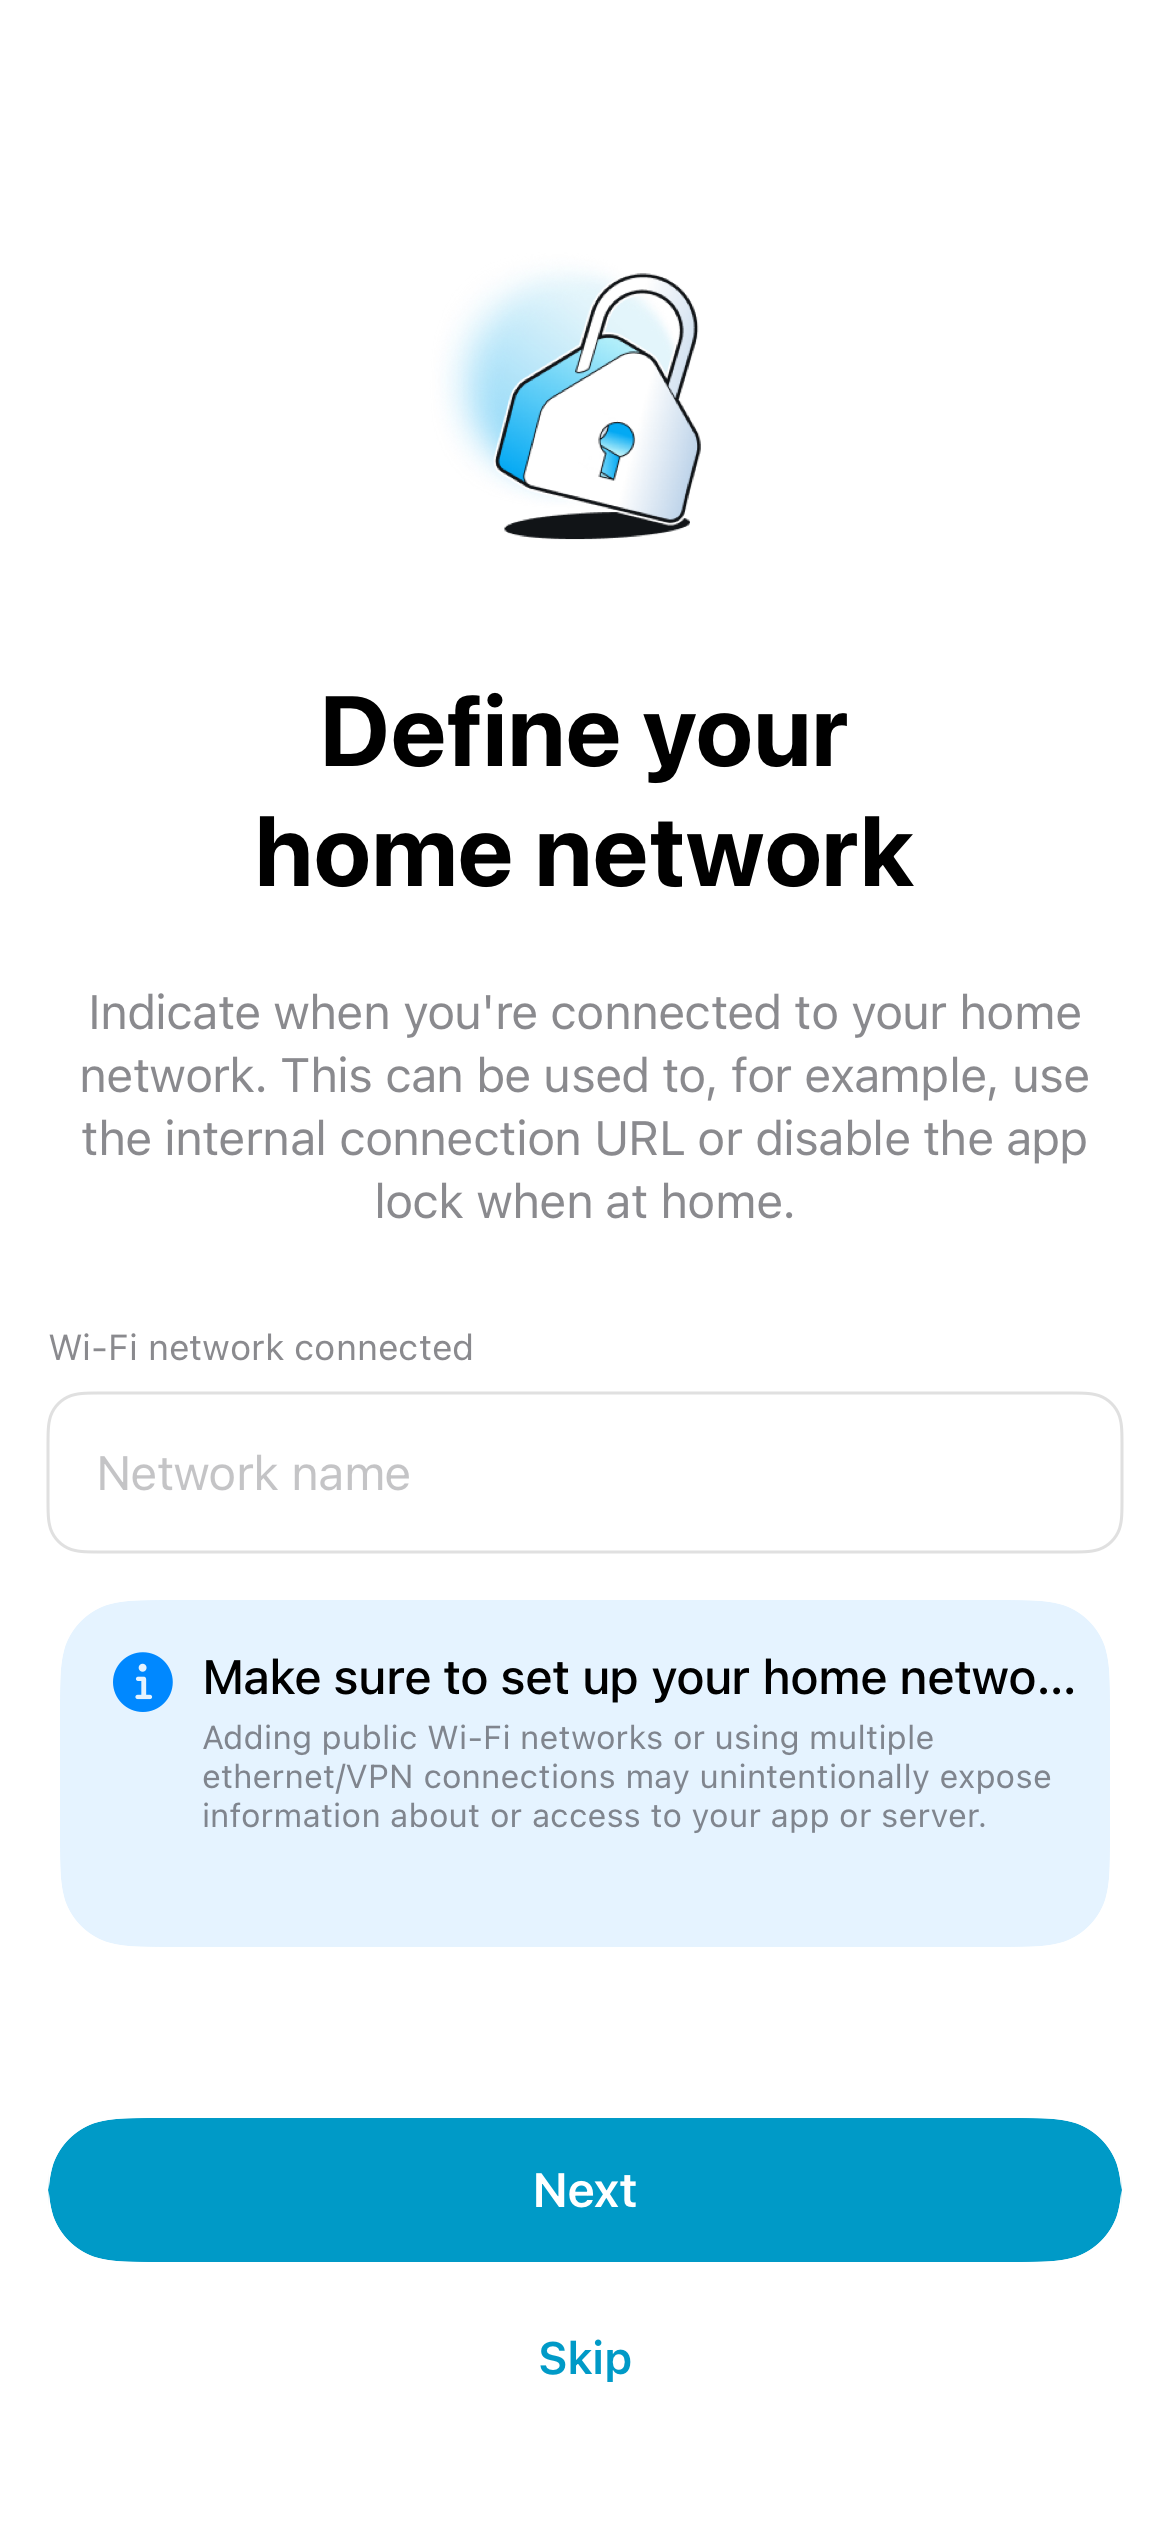 Define your
home network
Indicate when you're connected to your home
network. This can be used to, for example, use
the internal connection URL or disable the app
lock when at home.
Wi-Fi network connected
Network name
Make sure to set up your home netwo...
Adding public Wi-Fi networks or using multiple
ethernet/VPN connections may unintentionally expose
information about or access to your app or server.
Next
Skip